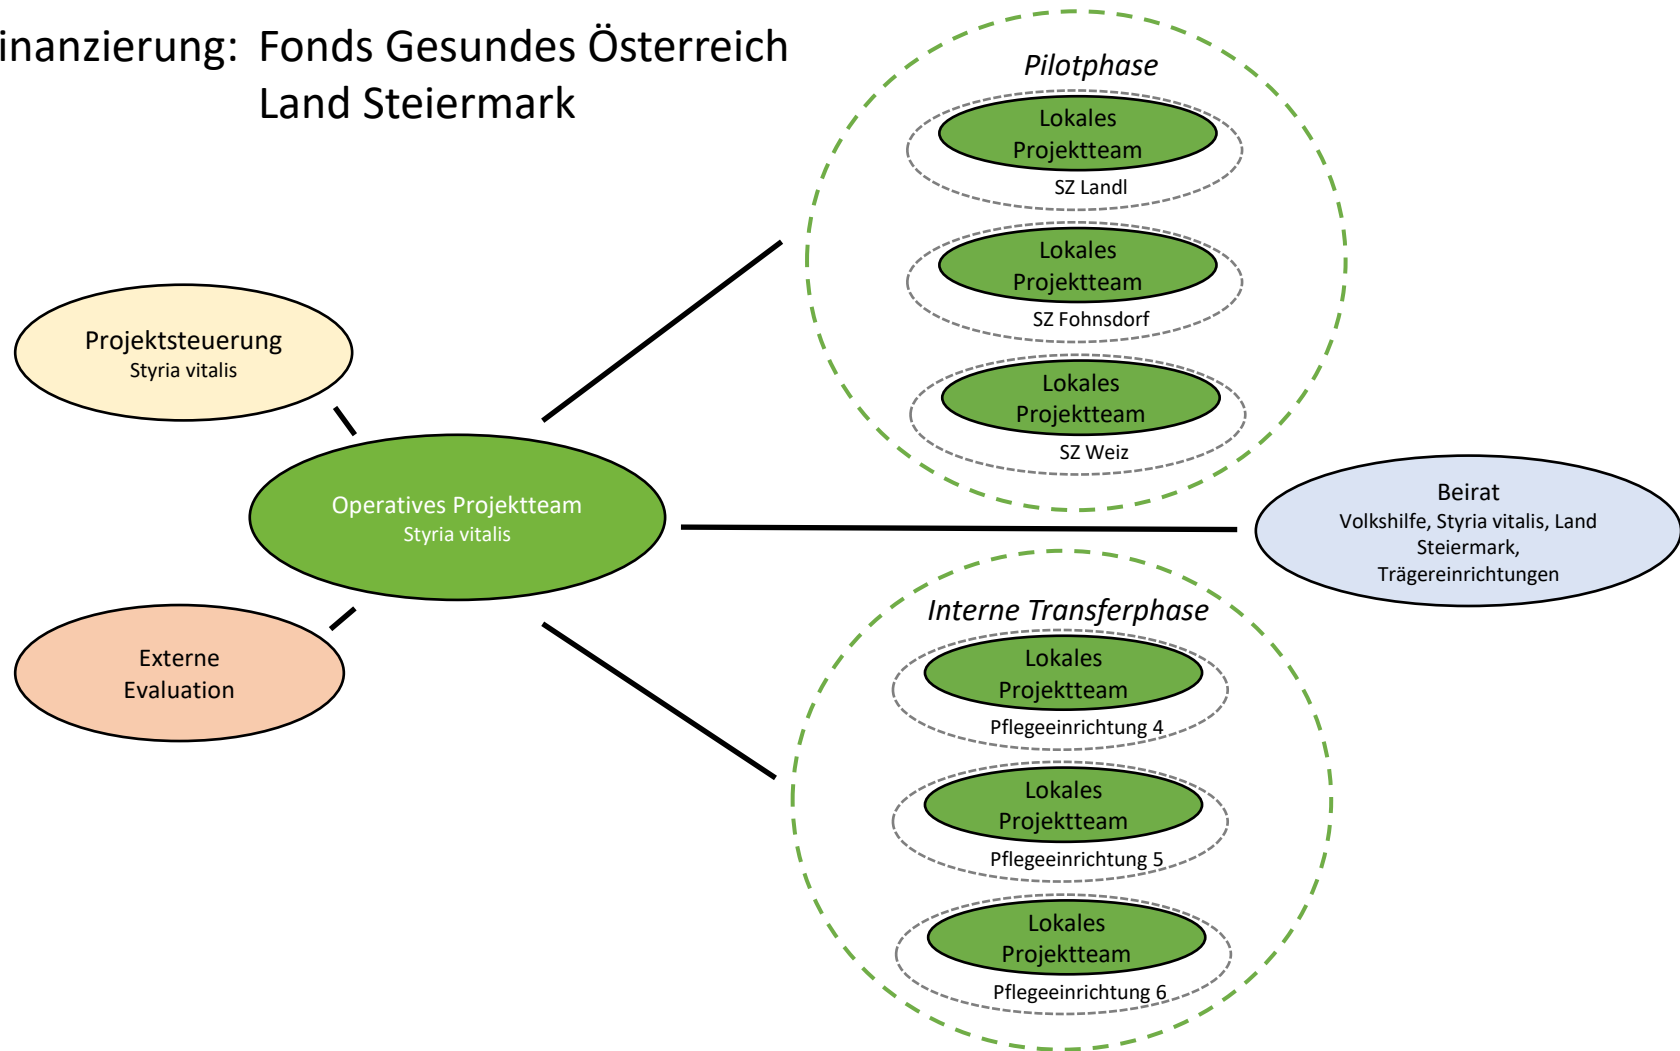 inanzierung: Fonds Gesundes Österreich
Land Steiermark
Pilotphase
Lokales
Projektteam
SZ Landl
Lokales
Projektteam
SZ Fohnsdorf
Lokales
Projektteam
SZ Weiz
Projektsteuerung
Styria vitalis
Operatives Projektteam
Styria vitalis
Externe
Evaluation
Beirat
Volkshilfe, Styria vitalis, Land
Steiermark,
Trägereinrichtungen
Interne Transferphase
Lokales
Projektteam
Pflegeeinrichtung 4
Lokales
Projektteam
Pflegeeinrichtung 5
Lokales
Projektteam
Pflegeeinrichtung 6